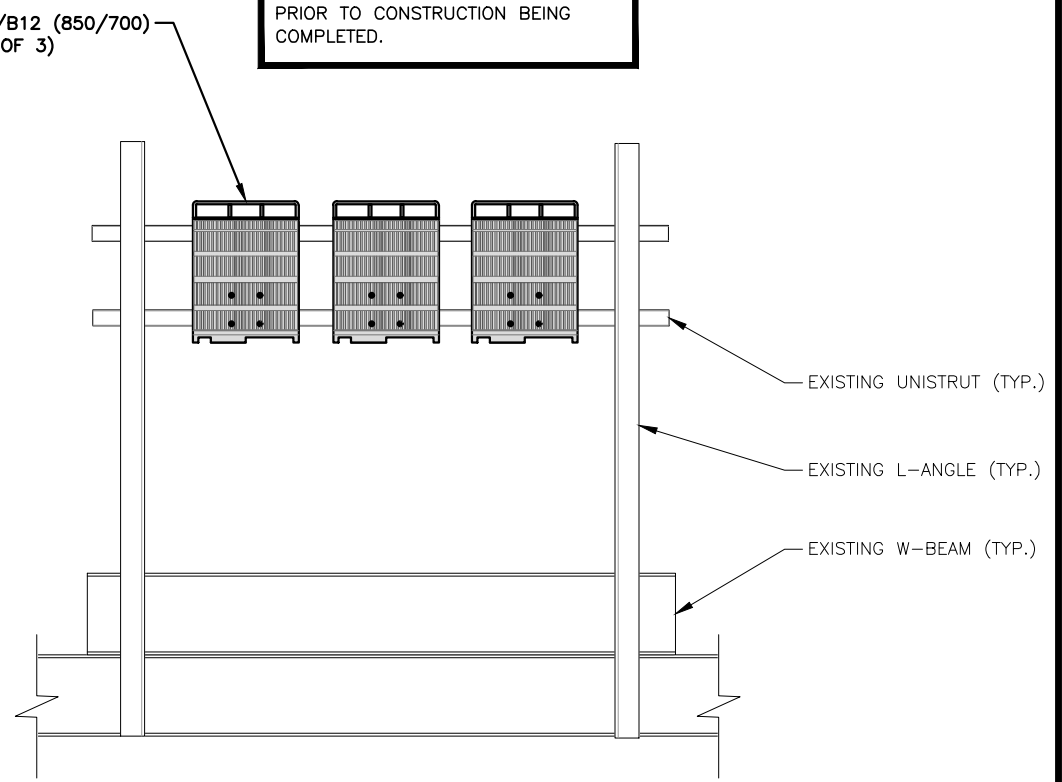 /B12 (850/700)
OF 3)
PRIOR TO CONSTRUCTION BEING
COMPLETED.
EXISTING UNISTRUT (TYP.)
EXISTING L-ANGLE (TYP.)
EXISTING W-BEAM (TYP.)